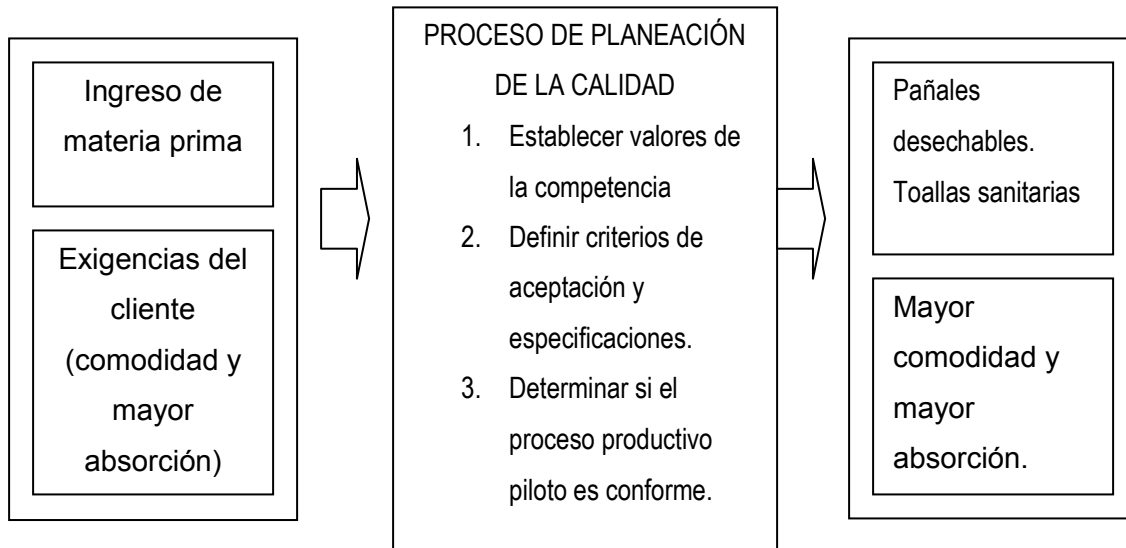 Ingreso de
materia prima
Exigencias del
cliente
(comodidad y
mayor
absorción)
PROCESO DE PLANEACIÓN
DE LA CALIDAD
1. Establecer valores de
la competencia
2. Definir criterios de
aceptación y
especificaciones.
3. Determinar si el
proceso productivo
piloto es conforme.
Pañales
desechables.
Toallas sanitarias
Mayor
comodidad y
mayor
absorción.